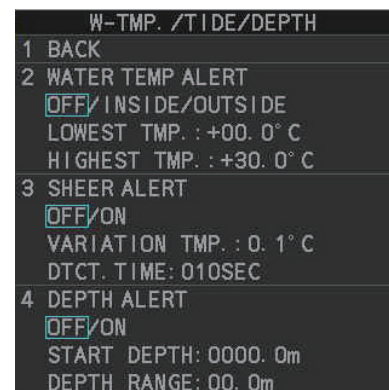 W-TMP. /TIDE/DEPTH
1 BACK
2 WATER TEMP ALERT
OFF/INSIDE/OUTSIDE
LOWEST TMP. :+00. 0°C
HIGHEST TMP. :+30. 0°C
3 SHEER ALERT
OFF/ON
VARIATION TMP. : 0. 1°C
DTCT. TIME: 010SEC
4 DEPTH ALERT
OFF/ON
START DEPTH: 0000. 0m
DEPTH RANGE: 00. 0m